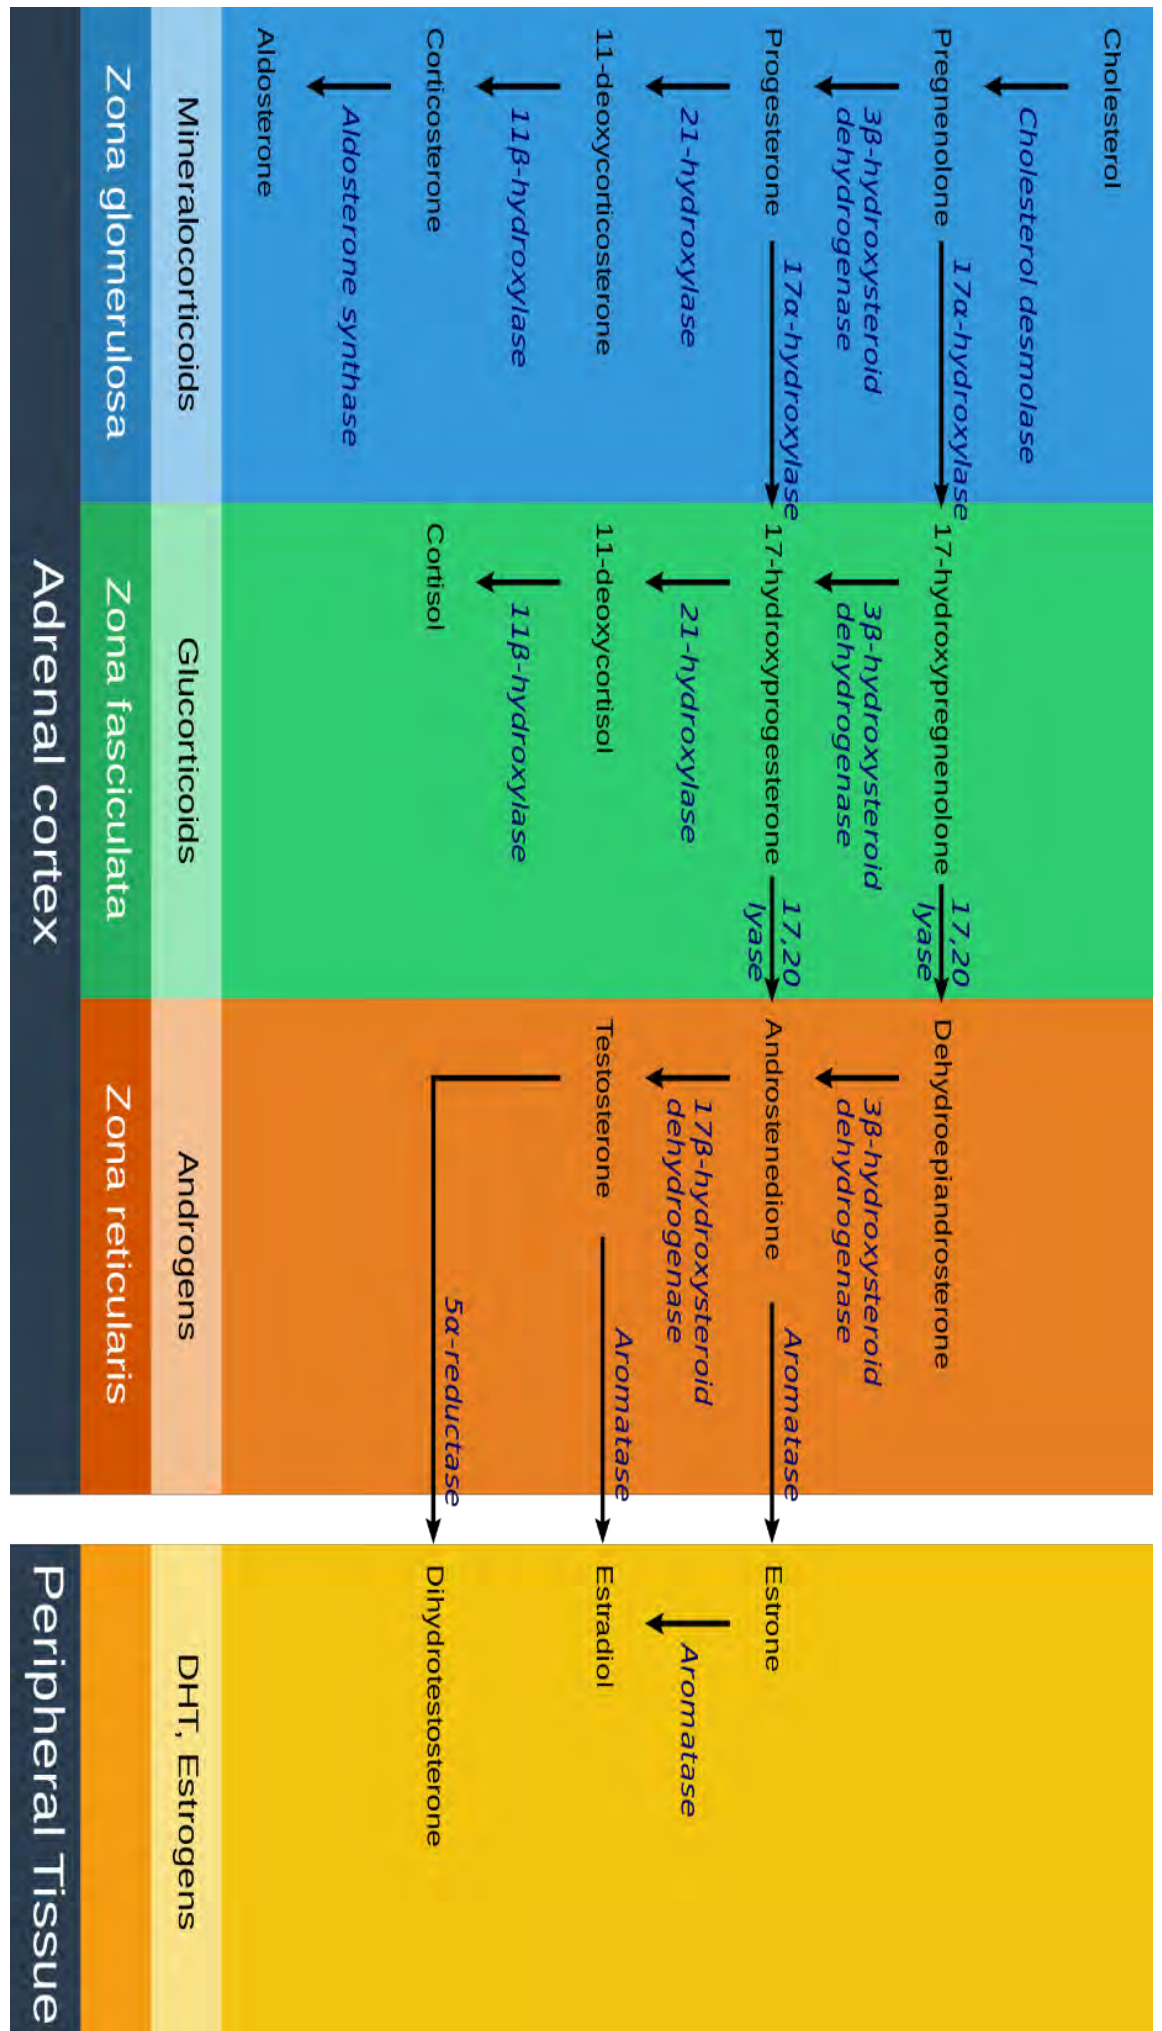 Cholesterol
Cholesterol desmolase
Pregnenolone
17α-hydroxylase
17-hydroxypregnenolone
17,20
lyase
Dehydroepiandrosterone
3β-hydroxysteroid
dehydrogenase
3β-hydroxysteroid
dehydrogenase
3β-hydroxysteroid
dehydrogenase
Progesterone
17α-hydroxylase
17-hydroxyprogesterone
17,20
lyase
Androstenedione
Aromatase
Estrone
21-hydroxylase
21-hydroxylase
17β-hydroxysteroid
dehydrogenase
Aromatase
11-deoxycorticosterone
11-deoxycortisol
Testosterone
Aromatase
Estradiol
11β-hydroxylase
11β-hydroxylase
Corticosterone
Cortisol
5α-reductase
Dihydrotestosterone
Aldosterone synthase
Aldosterone
Mineralocorticoids
Glucorticoids
Androgens
DHT, Estrogens
Zona glomerulosa
Zona fasciculata
Zona reticularis
Adrenal cortex
Peripheral Tissue